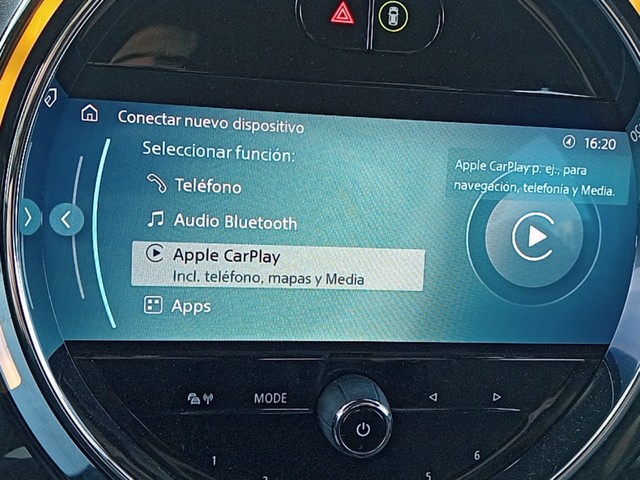 Conectar nuevo dispositivo
16:20
Seleccionar función:
Apple CarPlay p. ej., para
navegación, telefonía y Media.
Teléfono
Audio Bluetooth
Apple CarPlay
Incl. teléfono, mapas y Media
Apps
MODE
1
5
6